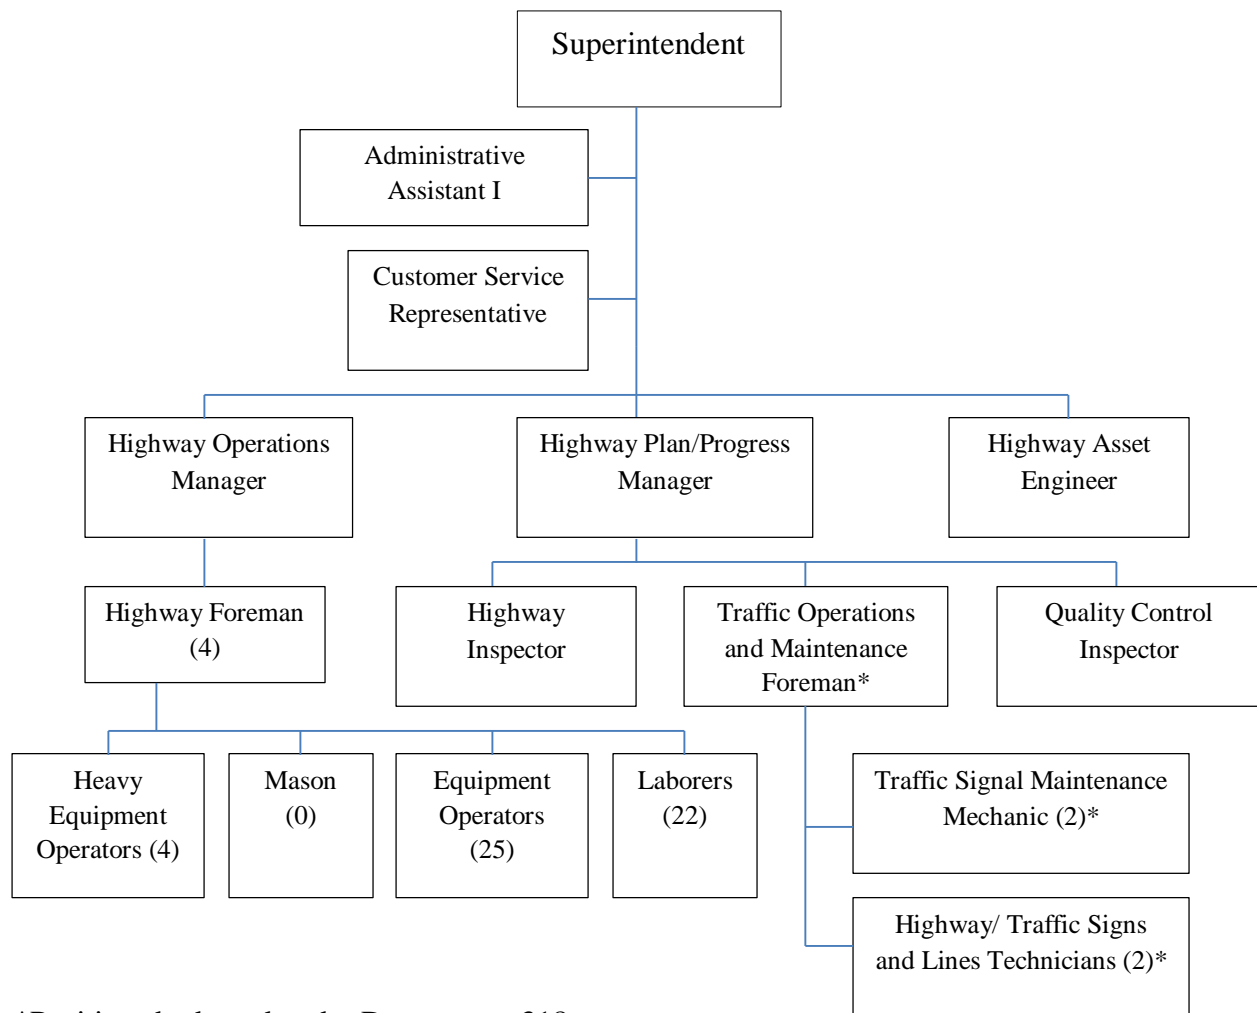 Superintendent
Administrative
Assistant I
Customer Service
Representative
Highway Operations
Manager
Highway Plan/Progress
Manager
Highway Asset
Engineer
Highway Foreman
(4)
Highway
Inspector
Traffic Operations
and Maintenance
Foreman*
Quality Control
Inspector
Heavy
Equipment
Operators (4)
Mason
(0)
Equipment
Operators
(25)
Laborers
(22)
Traffic Signal Maintenance
Mechanic (2)*
Highway/ Traffic Signs
and Lines Technicians (2)*